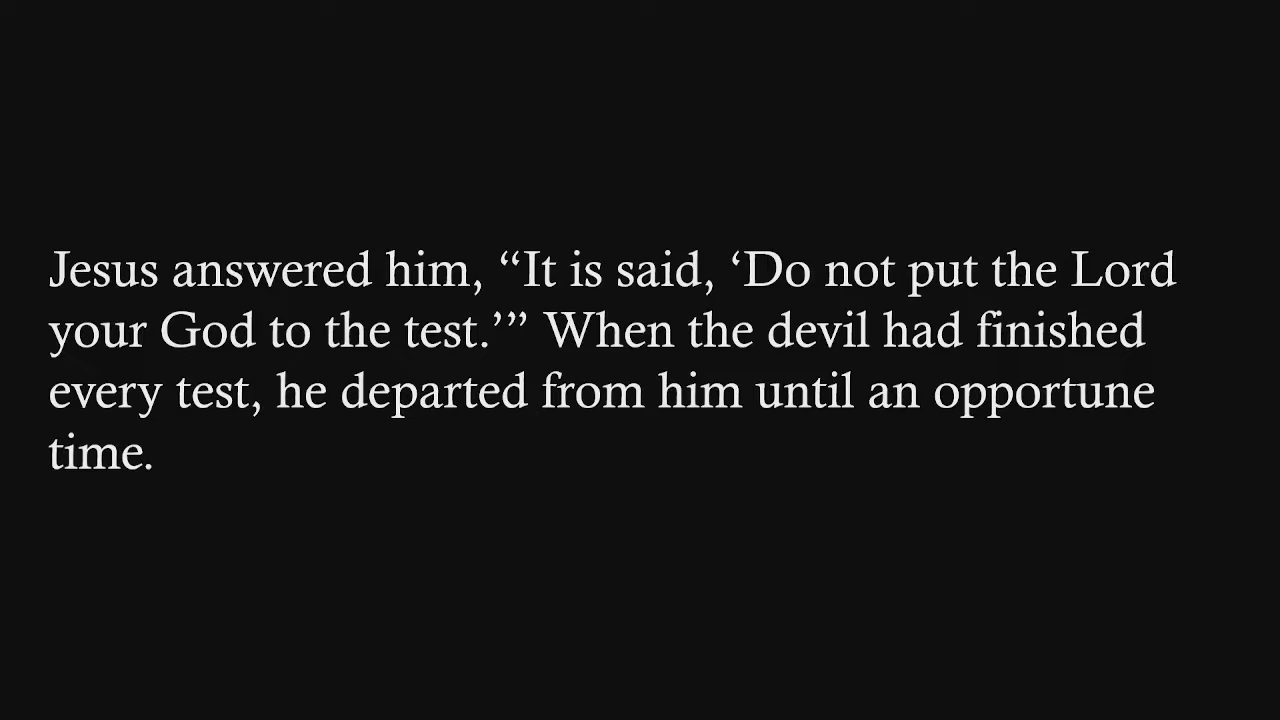 Jesus answered him, “It is said, ‘Do not put the Lord
your God to the test.’” When the devil had finished
every test, he departed from him until an opportune
time.